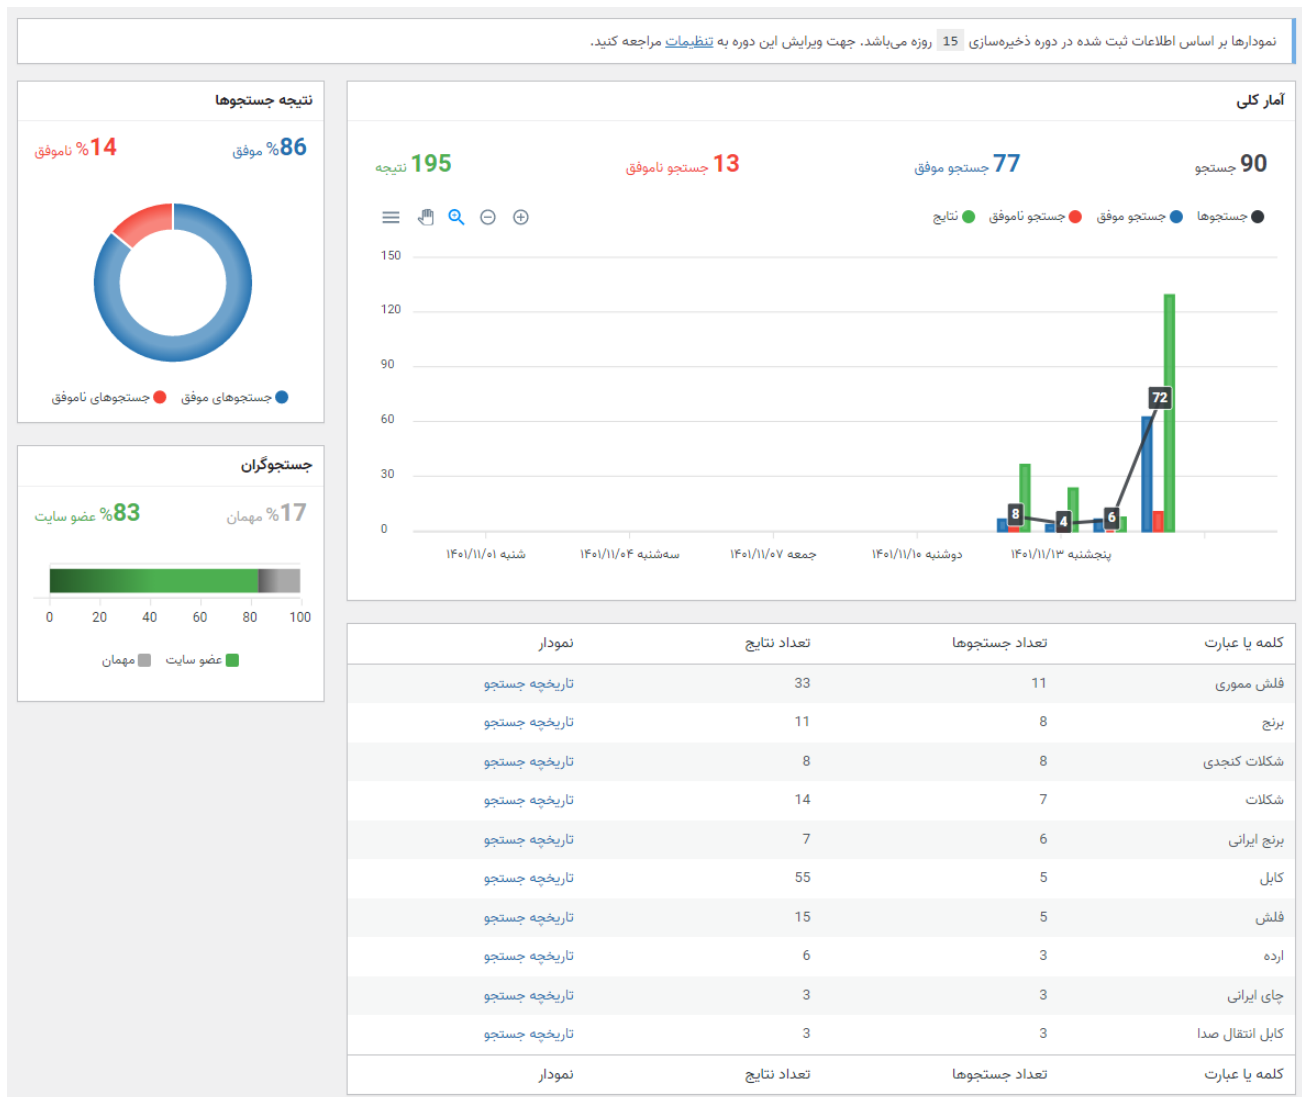 نمودارها بر اساس اطلاعات ثبت شده در دوره ذخیره‌سازی 15 روزه می‌باشد. جهت ویرایش این دوره به تنظیمات مراجعه کنید.
آمار کلی
90 جستجو
77 جستجو موفق
13 جستجو ناموفق
195 نتیجه
جستجوها
جستجو موفق
جستجو ناموفق
نتایج
150
120
90
60
30
0
8
4
6
72
شنبه ۱۴۰۱/۱۱/۰۱
سه‌شنبه ۱۴۰۱/۱۱/۰۴
جمعه ۱۴۰۱/۱۱/۰۷
دوشنبه ۱۴۰۱/۱۱/۱۰
پنجشنبه ۱۴۰۱/۱۱/۱۳
نتیجه جستجوها
86% موفق
14% ناموفق
جستجوهای موفق
جستجوهای ناموفق
جستجوگران
17% مهمان
83% عضو سایت
0 20 40 60 80 100
عضو سایت
مهمان
کلمه یا عبارت تعداد جستجوها تعداد نتایج نمودار
فلش مموری 11 33 تاریخچه جستجو
برنج 8 11 تاریخچه جستجو
شکلات کنجدی 8 8 تاریخچه جستجو
شکلات 7 14 تاریخچه جستجو
برنج ایرانی 6 7 تاریخچه جستجو
کابل 5 55 تاریخچه جستجو
فلش 5 15 تاریخچه جستجو
ارده 3 6 تاریخچه جستجو
چای ایرانی 3 3 تاریخچه جستجو
کابل انتقال صدا 3 3 تاریخچه جستجو
کلمه یا عبارت تعداد جستجوها تعداد نتایج نمودار